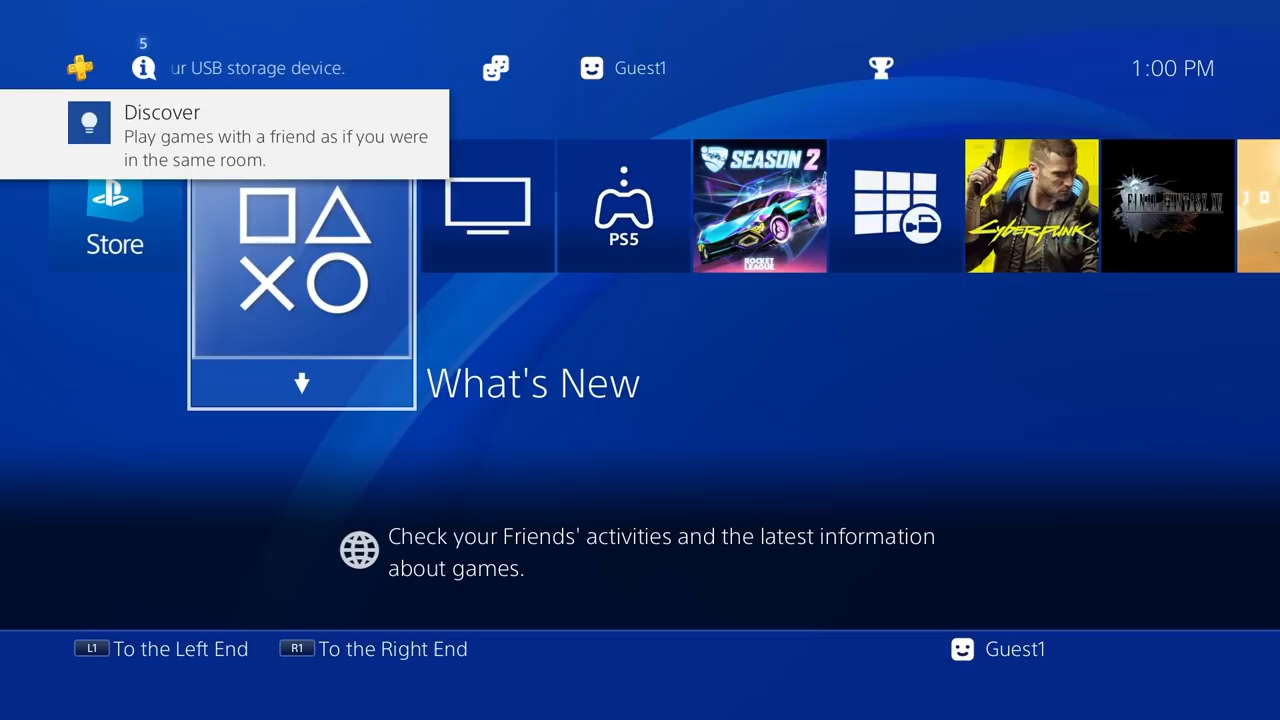 5
ur USB storage device.
Guest1
1:00 PM
Discover
Play games with a friend as if you were
in the same room.
Store
PS5
SEASON 2
ROCKET
LEAGUE
CYBERPUNK
FINAL FANTASY XV
What's New
Check your Friends' activities and the latest information
about games.
L1 To the Left End
R1 To the Right End
Guest1